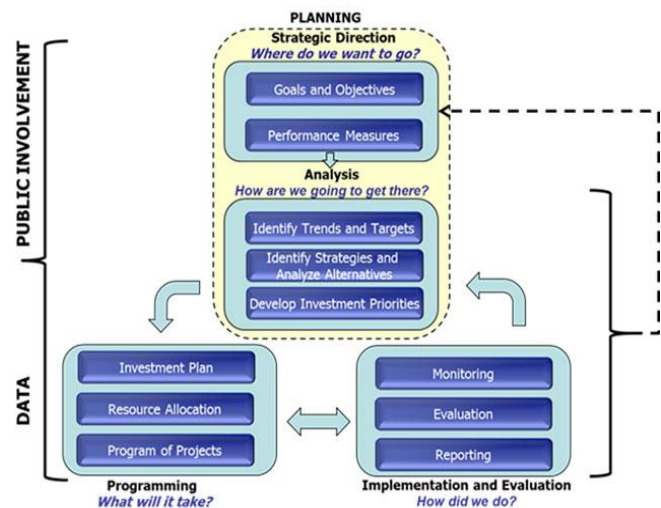 PLANNING
Strategic Direction
Where do we want to go?
Goals and Objectives
Performance Measures
Analysis
How are we going to get there?
Identify Trends and Targets
Identify Strategies and
Analyze Alternatives
Develop Investment Priorities
PUBLIC INVOLVEMENT
DATA
Investment Plan
Resource Allocation
Program of Projects
Programming
What will it take?
Monitoring
Evaluation
Reporting
Implementation and Evaluation
How did we do?